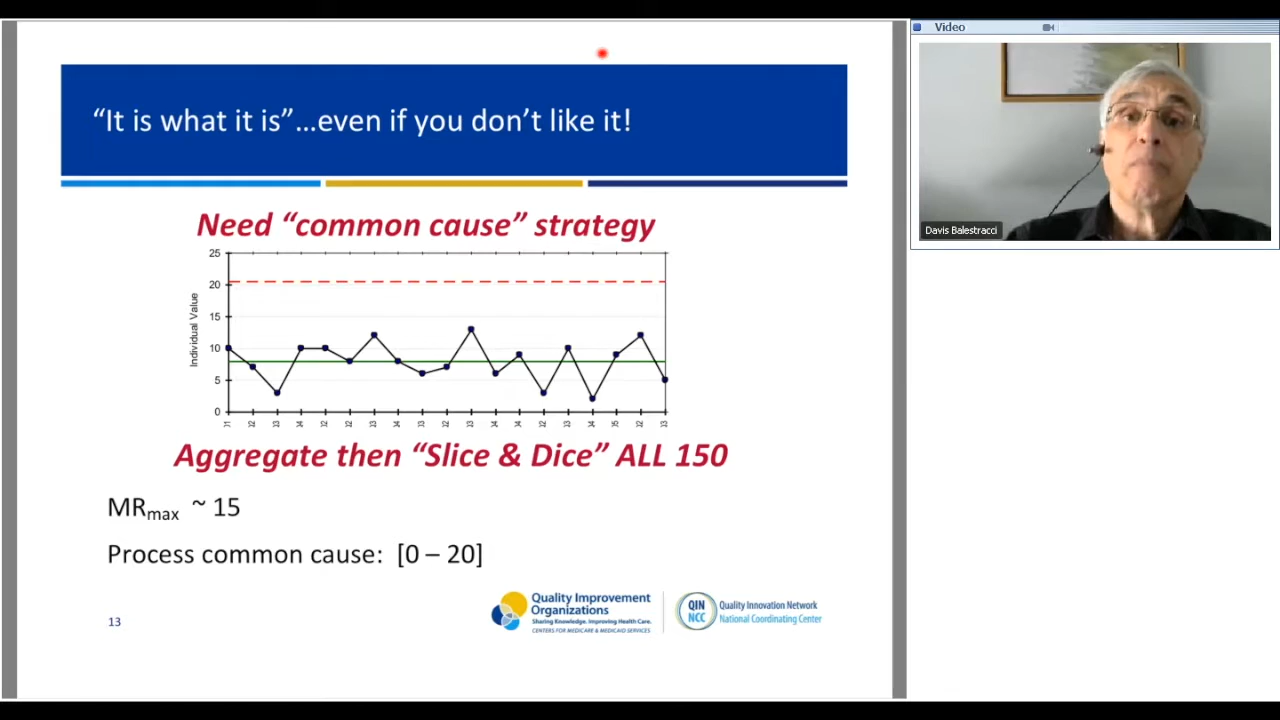 “It is what it is”…even if you don’t like it!
Need “common cause” strategy
25
20
15
10
5
0
Individual Value
Aggregate then “Slice & Dice” ALL 150
MRmax ~ 15
Process common cause: [0 – 20]
13
Quality Improvement
Organizations
Sharing Knowledge. Improving Health Care.
CENTERS FOR MEDICARE & MEDICAID SERVICES
QIN
NCC
Quality Innovation Network
National Coordinating Center
Video
Davis Balestracci